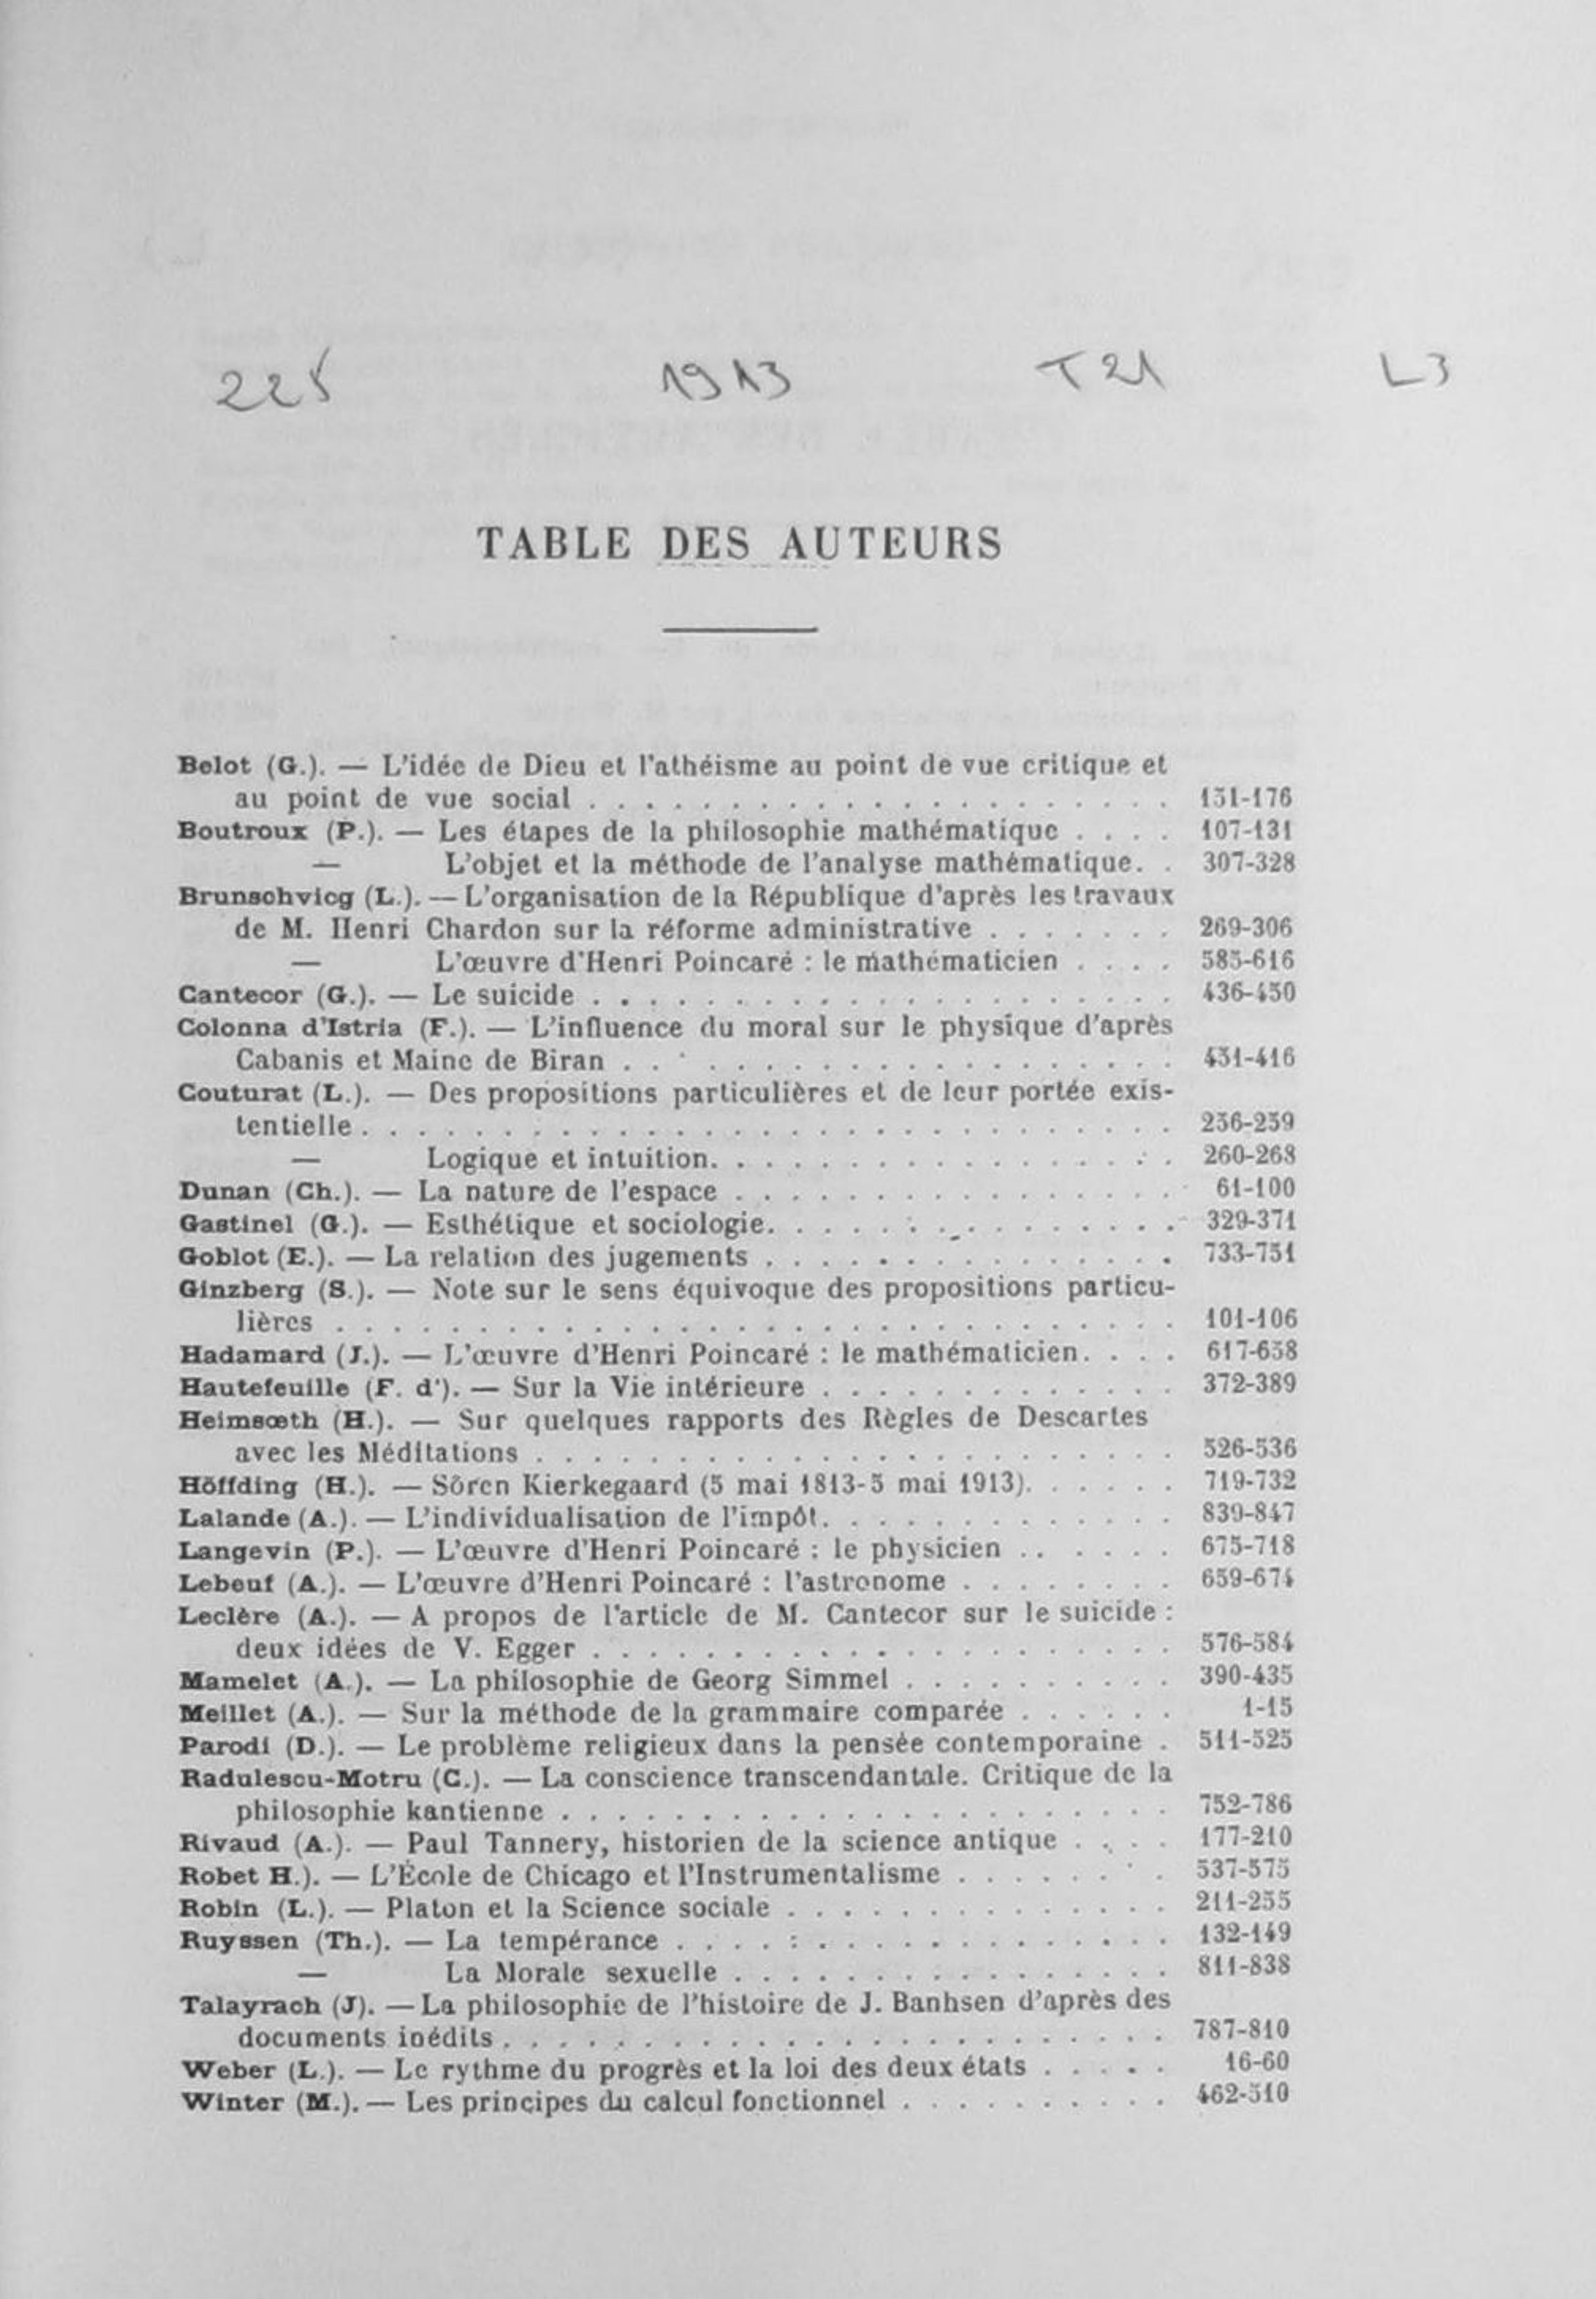 225 1913 T21 L3
TABLE DES AUTEURS
Belot (G.). — L'idée de Dieu et l'athéisme au point de vue critique et
au point de vue social . . . . . . . . . . . . . . . . . . . . . 151-176
Boutroux (P.). — Les étapes de la philosophie mathématique . . . . 107-131
— L'objet et la méthode de l'analyse mathématique. . 307-328
Brunschvicg (L.). — L'organisation de la République d'après les travaux
de M. Henri Chardon sur la réforme administrative . . . . . . . 269-306
— L'œuvre d'Henri Poincaré : le mathématicien . . . . 585-616
Cantecor (G.). — Le suicide . . . . . . . . . . . . . . . . . . . . . 436-450
Colonna d'Istria (F.). — L'influence du moral sur le physique d'après
Cabanis et Maine de Biran . . . . . . . . . . . . . . . . . . . 451-416
Couturat (L.). — Des propositions particulières et de leur portée exis-
tentielle . . . . . . . . . . . . . . . . . . . . . . . . . . . . . 256-259
— Logique et intuition. . . . . . . . . . . . . . . . . 260-268
Dunan (Ch.). — La nature de l'espace . . . . . . . . . . . . . . . . 61-100
Gastinel (G.). — Esthétique et sociologie. . . . . . . . . . . . . . . 329-371
Goblot (E.). — La relation des jugements . . . . . . . . . . . . . . . 733-751
Ginzberg (S.). — Note sur le sens équivoque des propositions particu-
lières . . . . . . . . . . . . . . . . . . . . . . . . . . . . . . 101-106
Hadamard (J.). — L'œuvre d'Henri Poincaré : le mathématicien. . . . 617-658
Hautefeuille (F. d'). — Sur la Vie intérieure . . . . . . . . . . . . . 372-389
Heimsœth (H.). — Sur quelques rapports des Règles de Descartes
avec les Méditations . . . . . . . . . . . . . . . . . . . . . . . 526-536
Höffding (H.). — Sören Kierkegaard (5 mai 1813-5 mai 1913). . . . . . 719-732
Lalande (A.). — L'individualisation de l'impôt. . . . . . . . . . . . . 839-847
Langevin (P.). — L'œuvre d'Henri Poincaré : le physicien . . . . . . 675-718
Lebeuf (A.). — L'œuvre d'Henri Poincaré : l'astronome . . . . . . . . 659-674
Leclère (A.). — A propos de l'article de M. Cantecor sur le suicide :
deux idées de V. Egger . . . . . . . . . . . . . . . . . . . . . 576-584
Mamelet (A.). — La philosophie de Georg Simmel . . . . . . . . . . 390-435
Meillet (A.). — Sur la méthode de la grammaire comparée . . . . . . 1-15
Parodi (D.). — Le problème religieux dans la pensée contemporaine . 511-525
Radulescu-Motru (C.). — La conscience transcendantale. Critique de la
philosophie kantienne . . . . . . . . . . . . . . . . . . . . . . 752-786
Rivaud (A.). — Paul Tannery, historien de la science antique . . . . 177-210
Robet H.). — L'École de Chicago et l'Instrumentalisme . . . . . . . . 537-575
Robin (L.). — Platon et la Science sociale . . . . . . . . . . . . . . 211-255
Ruyssen (Th.). — La tempérance . . . . . . . . . . . . . . . . . . 132-149
— La Morale sexuelle . . . . . . . . . . . . . . . . 811-838
Talayrach (J). — La philosophie de l'histoire de J. Banhsen d'après des
documents inédits . . . . . . . . . . . . . . . . . . . . . . . . 787-810
Weber (L.). — Le rythme du progrès et la loi des deux états . . . . . 16-60
Winter (M.). — Les principes du calcul fonctionnel . . . . . . . . . . 462-510